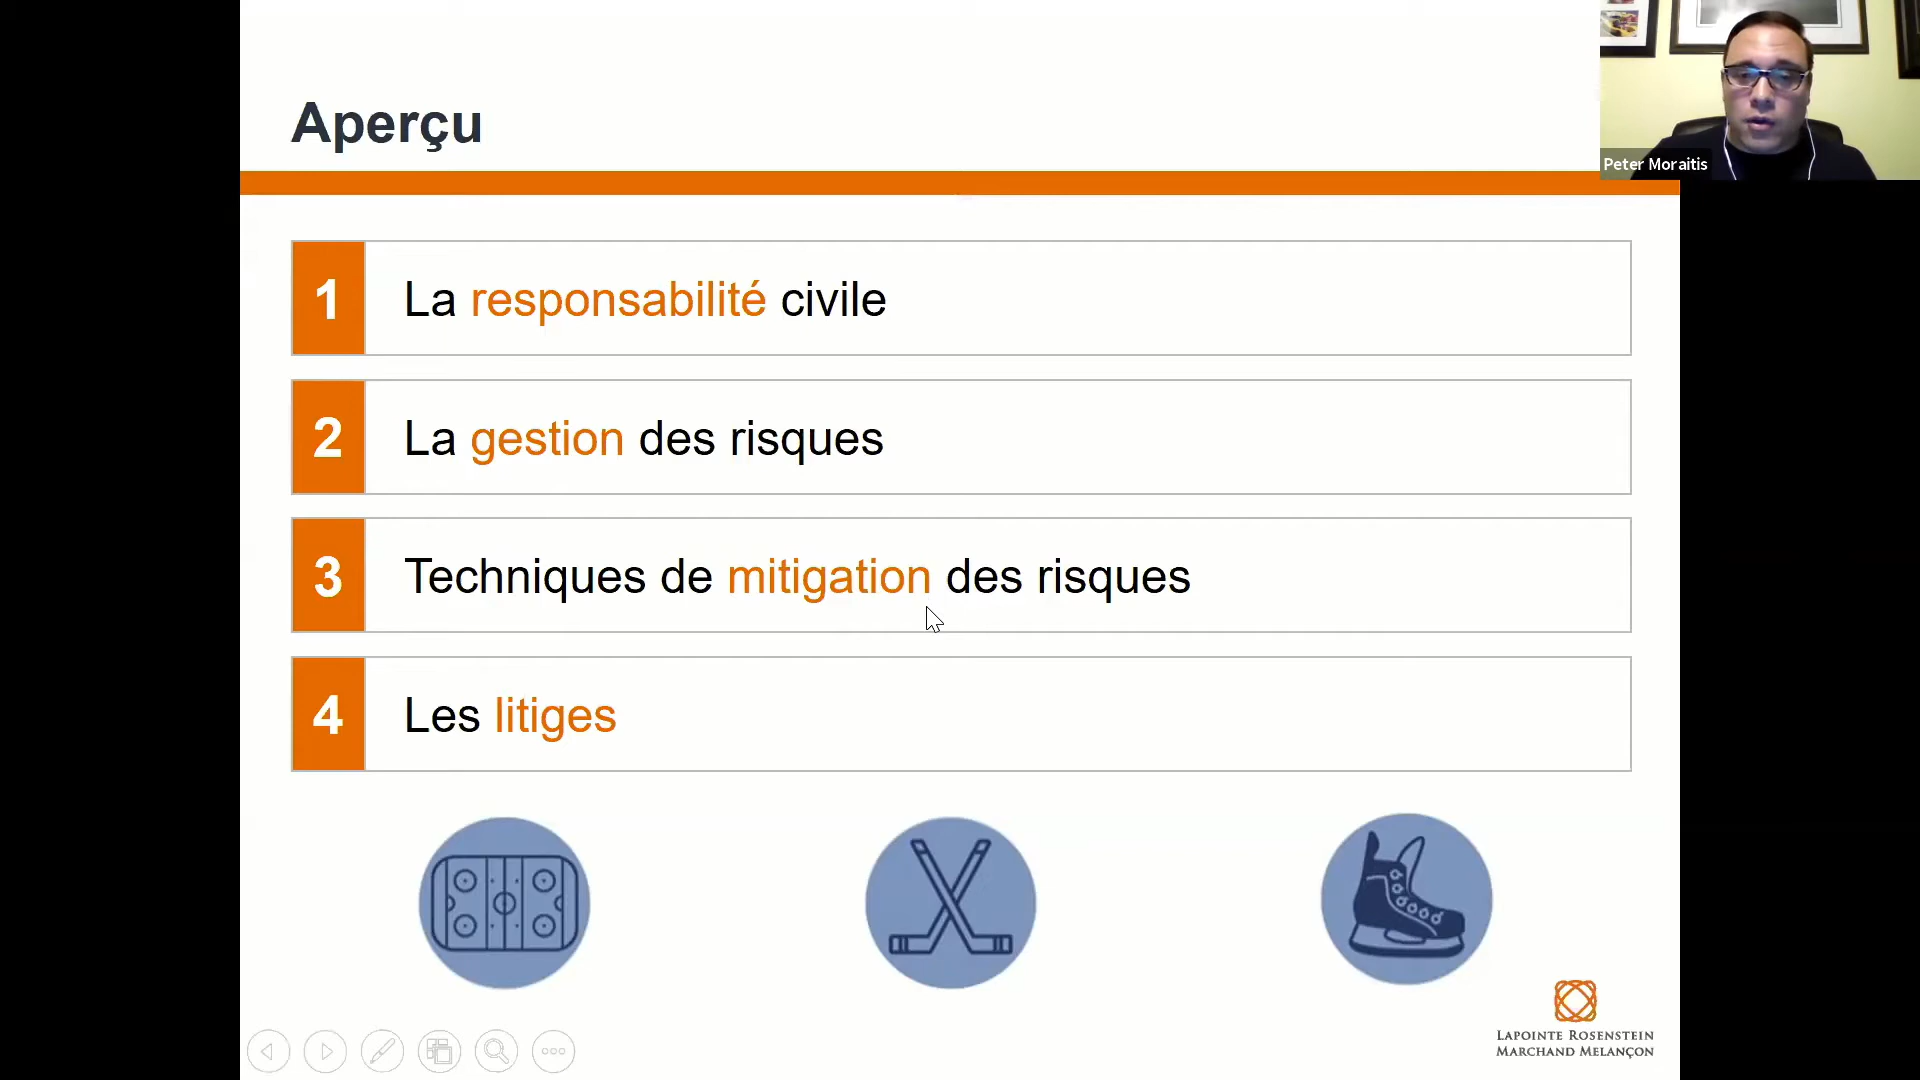 Aperçu
Peter Moraitis
1 La responsabilité civile
2 La gestion des risques
3 Techniques de mitigation des risques
4 Les litiges
LAPOINTE ROSENSTEIN
MARCHAND MELANÇON